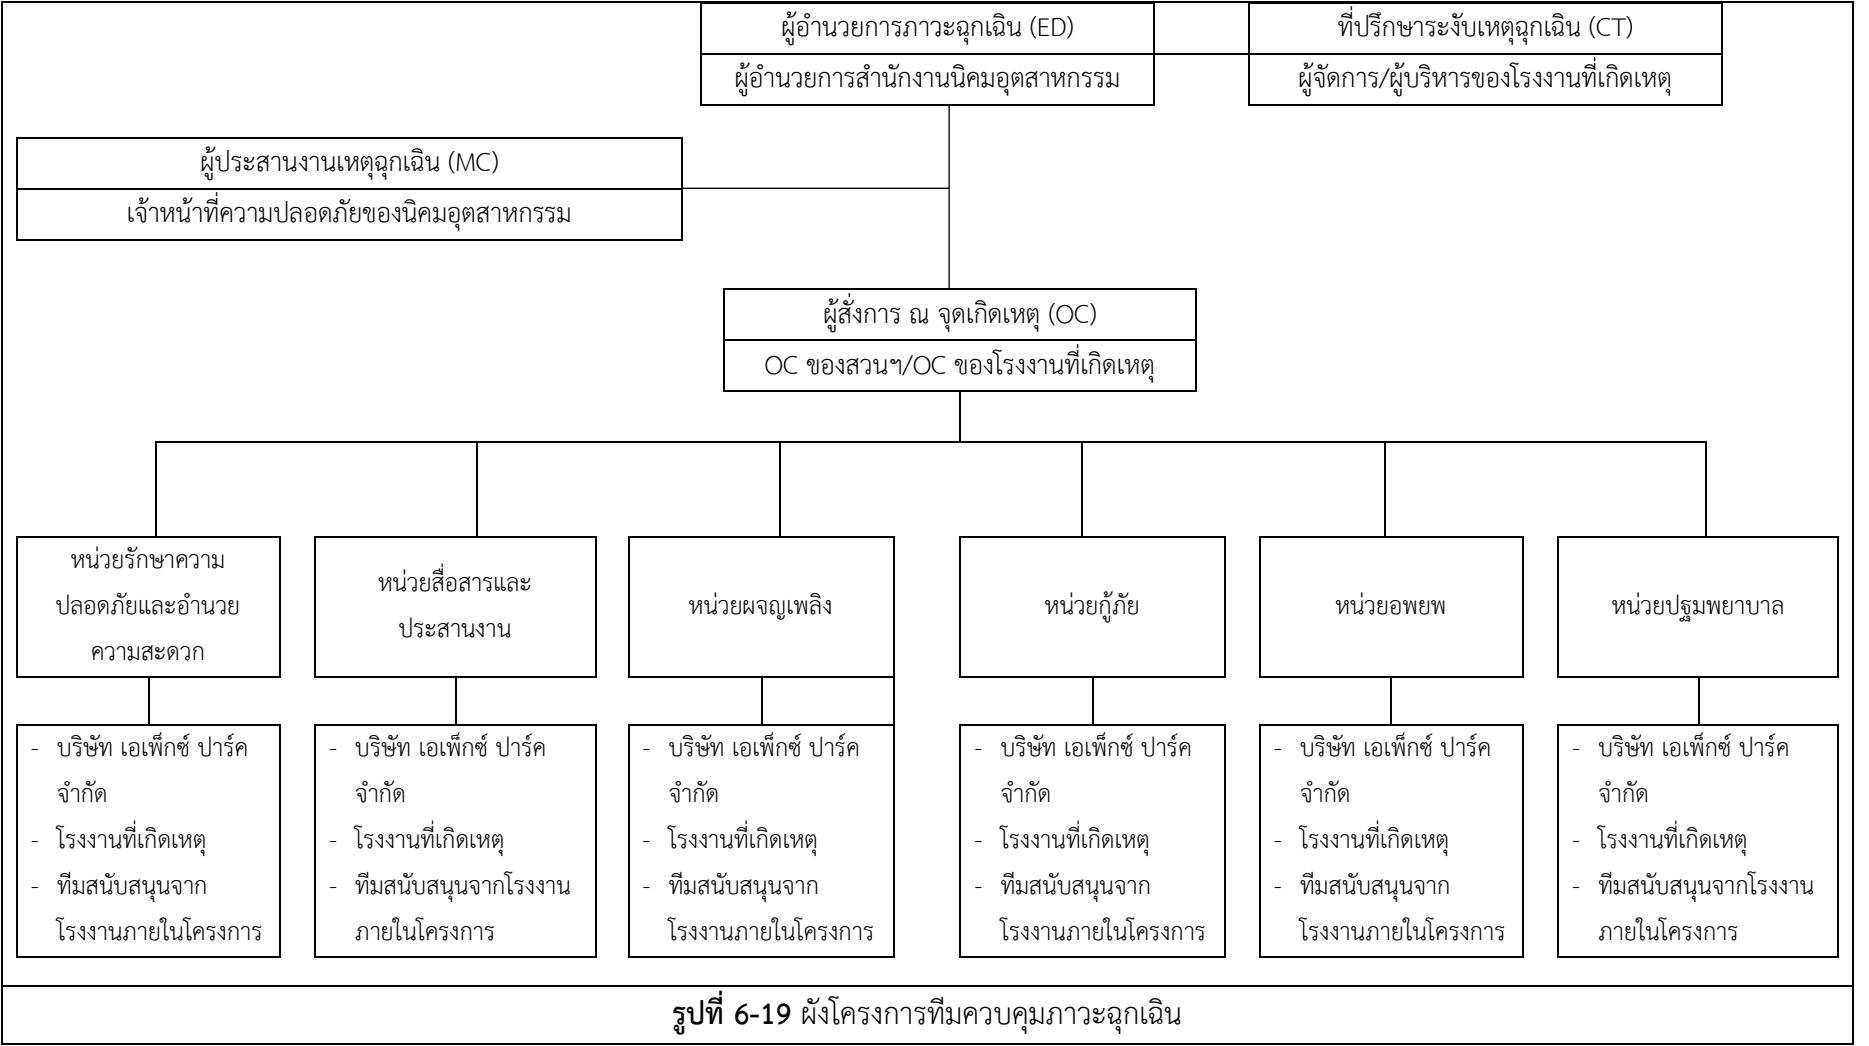 ผู้อำนวยการภาวะฉุกเฉิน (ED)
ผู้อำนวยการสำนักงานนิคมอุตสาหกรรม
ที่ปรึกษาระงับเหตุฉุกเฉิน (CT)
ผู้จัดการ/ผู้บริหารของโรงงานที่เกิดเหตุ
ผู้ประสานงานเหตุฉุกเฉิน (MC)
เจ้าหน้าที่ความปลอดภัยของนิคมอุตสาหกรรม
ผู้สั่งการ ณ จุดเกิดเหตุ (OC)
OC ของสวนฯ/OC ของโรงงานที่เกิดเหตุ
หน่วยรักษาความ
ปลอดภัยและอำนวย
ความสะดวก
หน่วยสื่อสารและ
ประสานงาน
หน่วยผจญเพลิง
หน่วยกู้ภัย
หน่วยอพยพ
หน่วยปฐมพยาบาล
- บริษัท เอเพ็กซ์ ปาร์ค
จำกัด
- โรงงานที่เกิดเหตุ
- ทีมสนับสนุนจาก
โรงงานภายในโครงการ
- บริษัท เอเพ็กซ์ ปาร์ค
จำกัด
- โรงงานที่เกิดเหตุ
- ทีมสนับสนุนจากโรงงาน
ภายในโครงการ
- บริษัท เอเพ็กซ์ ปาร์ค
จำกัด
- โรงงานที่เกิดเหตุ
- ทีมสนับสนุนจาก
โรงงานภายในโครงการ
- บริษัท เอเพ็กซ์ ปาร์ค
จำกัด
- โรงงานที่เกิดเหตุ
- ทีมสนับสนุนจาก
โรงงานภายในโครงการ
- บริษัท เอเพ็กซ์ ปาร์ค
จำกัด
- โรงงานที่เกิดเหตุ
- ทีมสนับสนุนจาก
โรงงานภายในโครงการ
- บริษัท เอเพ็กซ์ ปาร์ค
จำกัด
- โรงงานที่เกิดเหตุ
- ทีมสนับสนุนจากโรงงาน
ภายในโครงการ
รูปที่ 6-19 ผังโครงการทีมควบคุมภาวะฉุกเฉิน